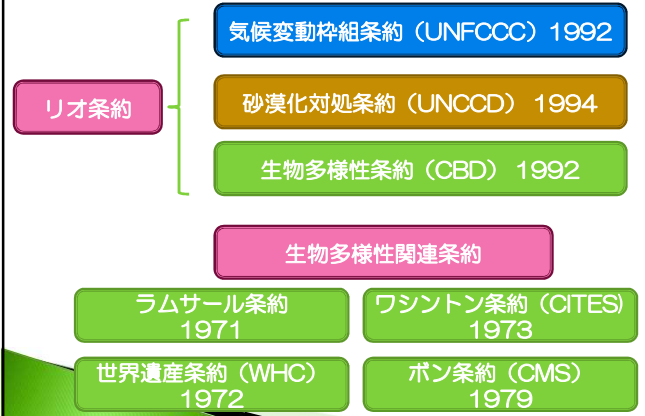 気候変動枠組条約（UNFCCC）1992
リオ条約
砂漠化対処条約（UNCCD） 1994
生物多様性条約（CBD） 1992
生物多様性関連条約
ラムサール条約
1971
ワシントン条約（CITES)
1973
世界遺産条約（WHC）
1972
ボン条約（CMS）
1979